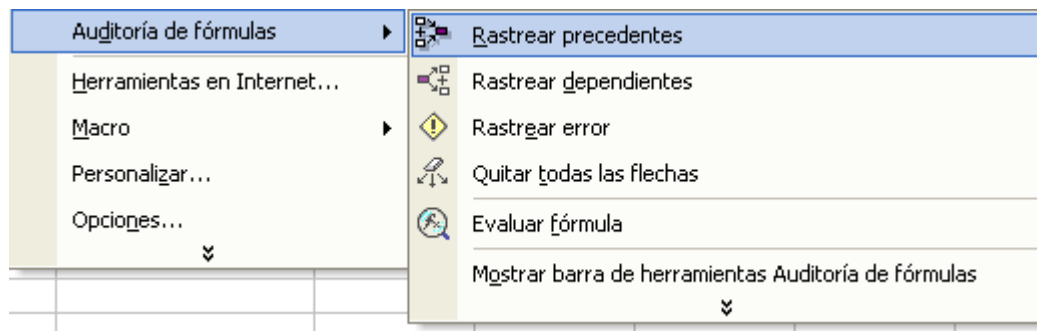 Auditoría de fórmulas
Herramientas en Internet...
Macro
Personalizar...
Opciones...
Rastrear precedentes
Rastrear dependientes
Rastrear error
Quitar todas las flechas
Evaluar fórmula
Mostrar barra de herramientas Auditoría de fórmulas